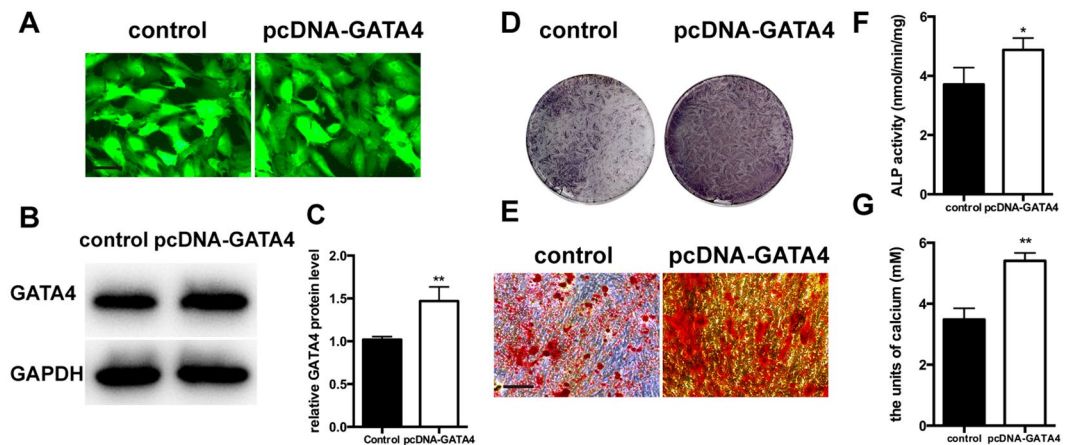 A
control
pcDNA-GATA4
B
control pcDNA-GATA4
GATA4
GAPDH
C
relative GATA4 protein level
2.0
1.5
1.0
0.5
0.0
**
Control pcDNA-GATA4
D
control
pcDNA-GATA4
E
control
pcDNA-GATA4
F
ALP activity (nmol/min/mg)
6
4
2
0
*
control pcDNA-GATA4
G
the units of calcium (mM)
6
4
2
0
**
control pcDNA-GATA4